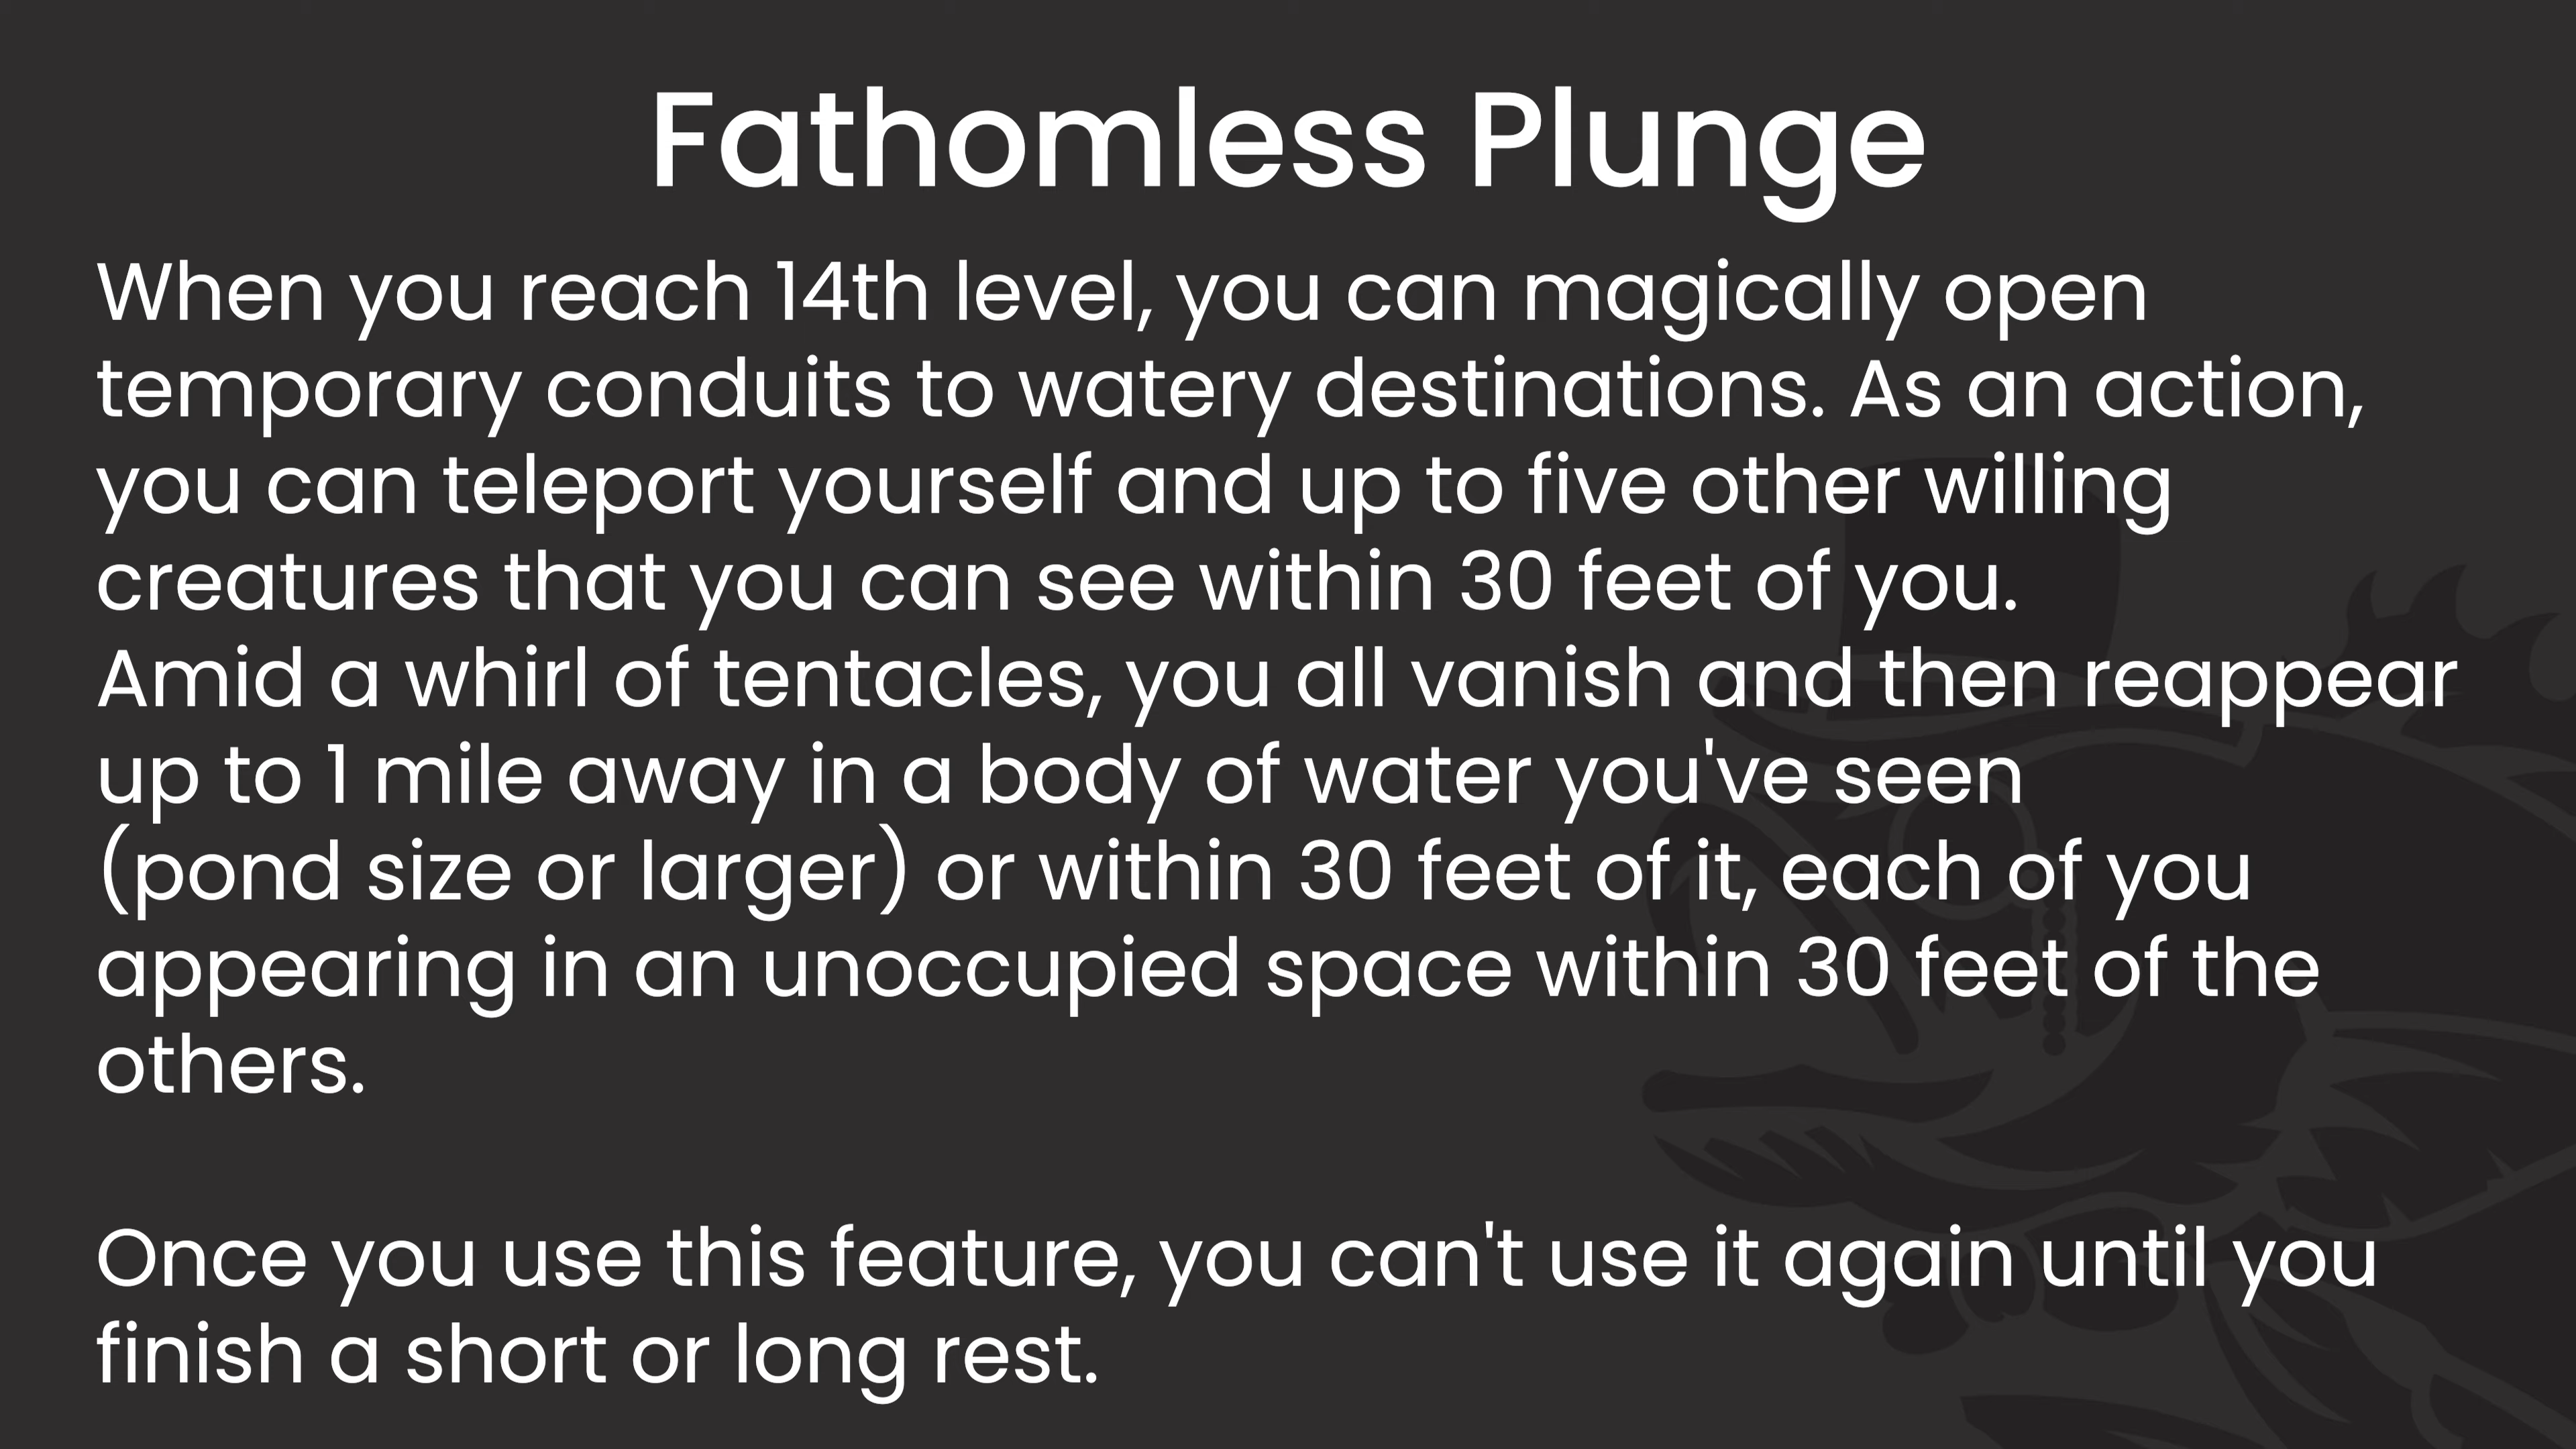 Fathomless Plunge
When you reach 14th level, you can magically open
temporary conduits to watery destinations. As an action,
you can teleport yourself and up to five other willing
creatures that you can see within 30 feet of you.
Amid a whirl of tentacles, you all vanish and then reappear
up to 1 mile away in a body of water you've seen
(pond size or larger) or within 30 feet of it, each of you
appearing in an unoccupied space within 30 feet of the
others.
Once you use this feature, you can't use it again until you
finish a short or long rest.